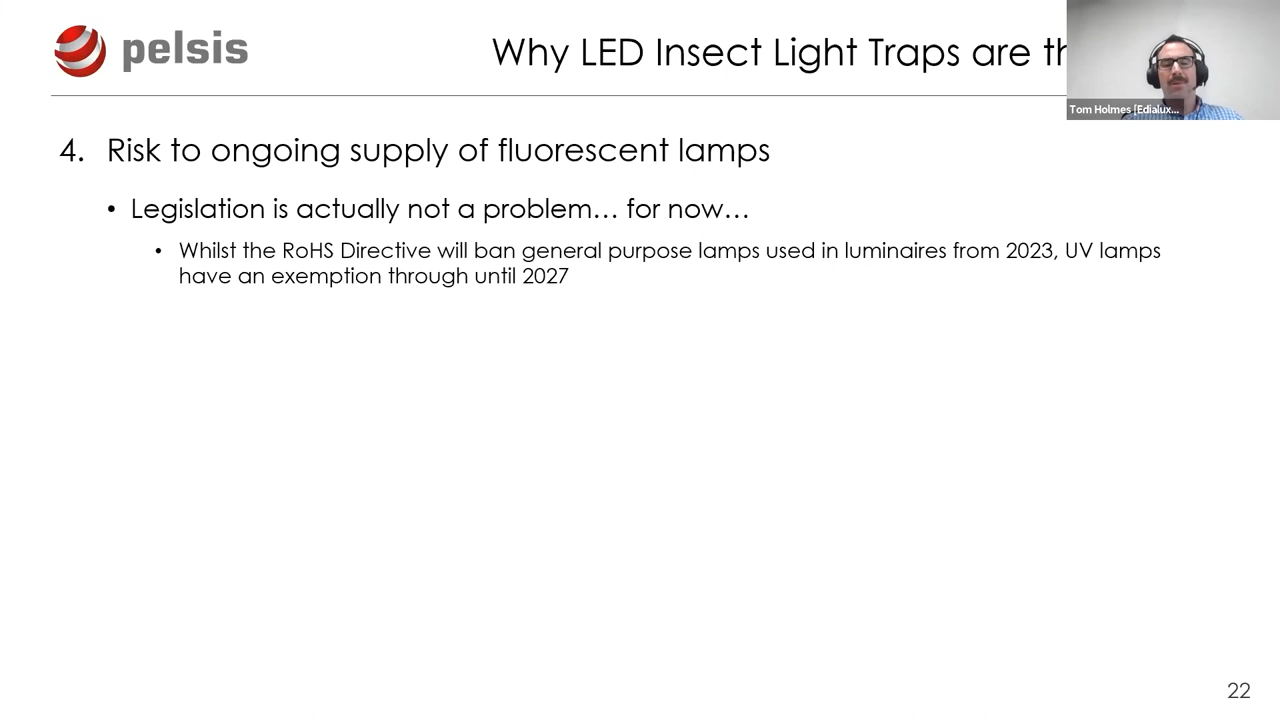 pelsis
Why LED Insect Light Traps are th
Tom Holmes [Edialux...
4. Risk to ongoing supply of fluorescent lamps
• Legislation is actually not a problem… for now…
• Whilst the RoHS Directive will ban general purpose lamps used in luminaires from 2023, UV lamps
have an exemption through until 2027
22